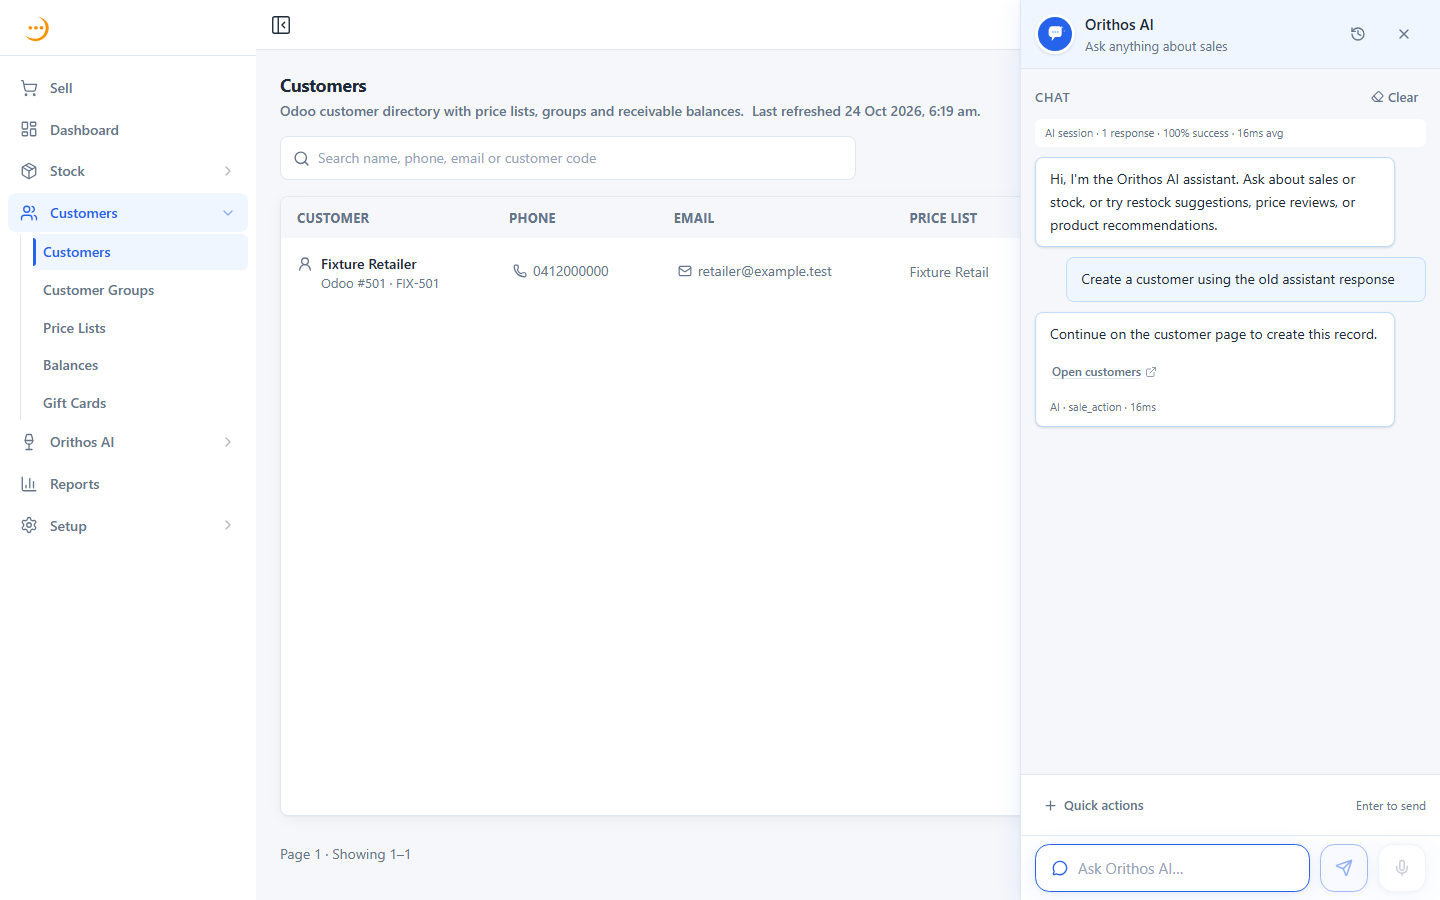 Sell
Dashboard
Stock
Customers
Customers
Customer Groups
Price Lists
Balances
Gift Cards
Orithos AI
Reports
Setup
Customers
Odoo customer directory with price lists, groups and receivable balances. Last refreshed 24 Oct 2026, 6:19 am.
Search name, phone, email or customer code
CUSTOMER PHONE EMAIL PRICE LIST
Fixture Retailer 0412000000 retailer@example.test Fixture Retail
Odoo #501 · FIX-501
Page 1 · Showing 1–1
Orithos AI
Ask anything about sales
CHAT Clear
AI session · 1 response · 100% success · 16ms avg
Hi, I'm the Orithos AI assistant. Ask about sales or
stock, or try restock suggestions, price reviews, or
product recommendations.
Create a customer using the old assistant response
Continue on the customer page to create this record.
Open customers
AI · sale_action · 16ms
Quick actions Enter to send
Ask Orithos AI...